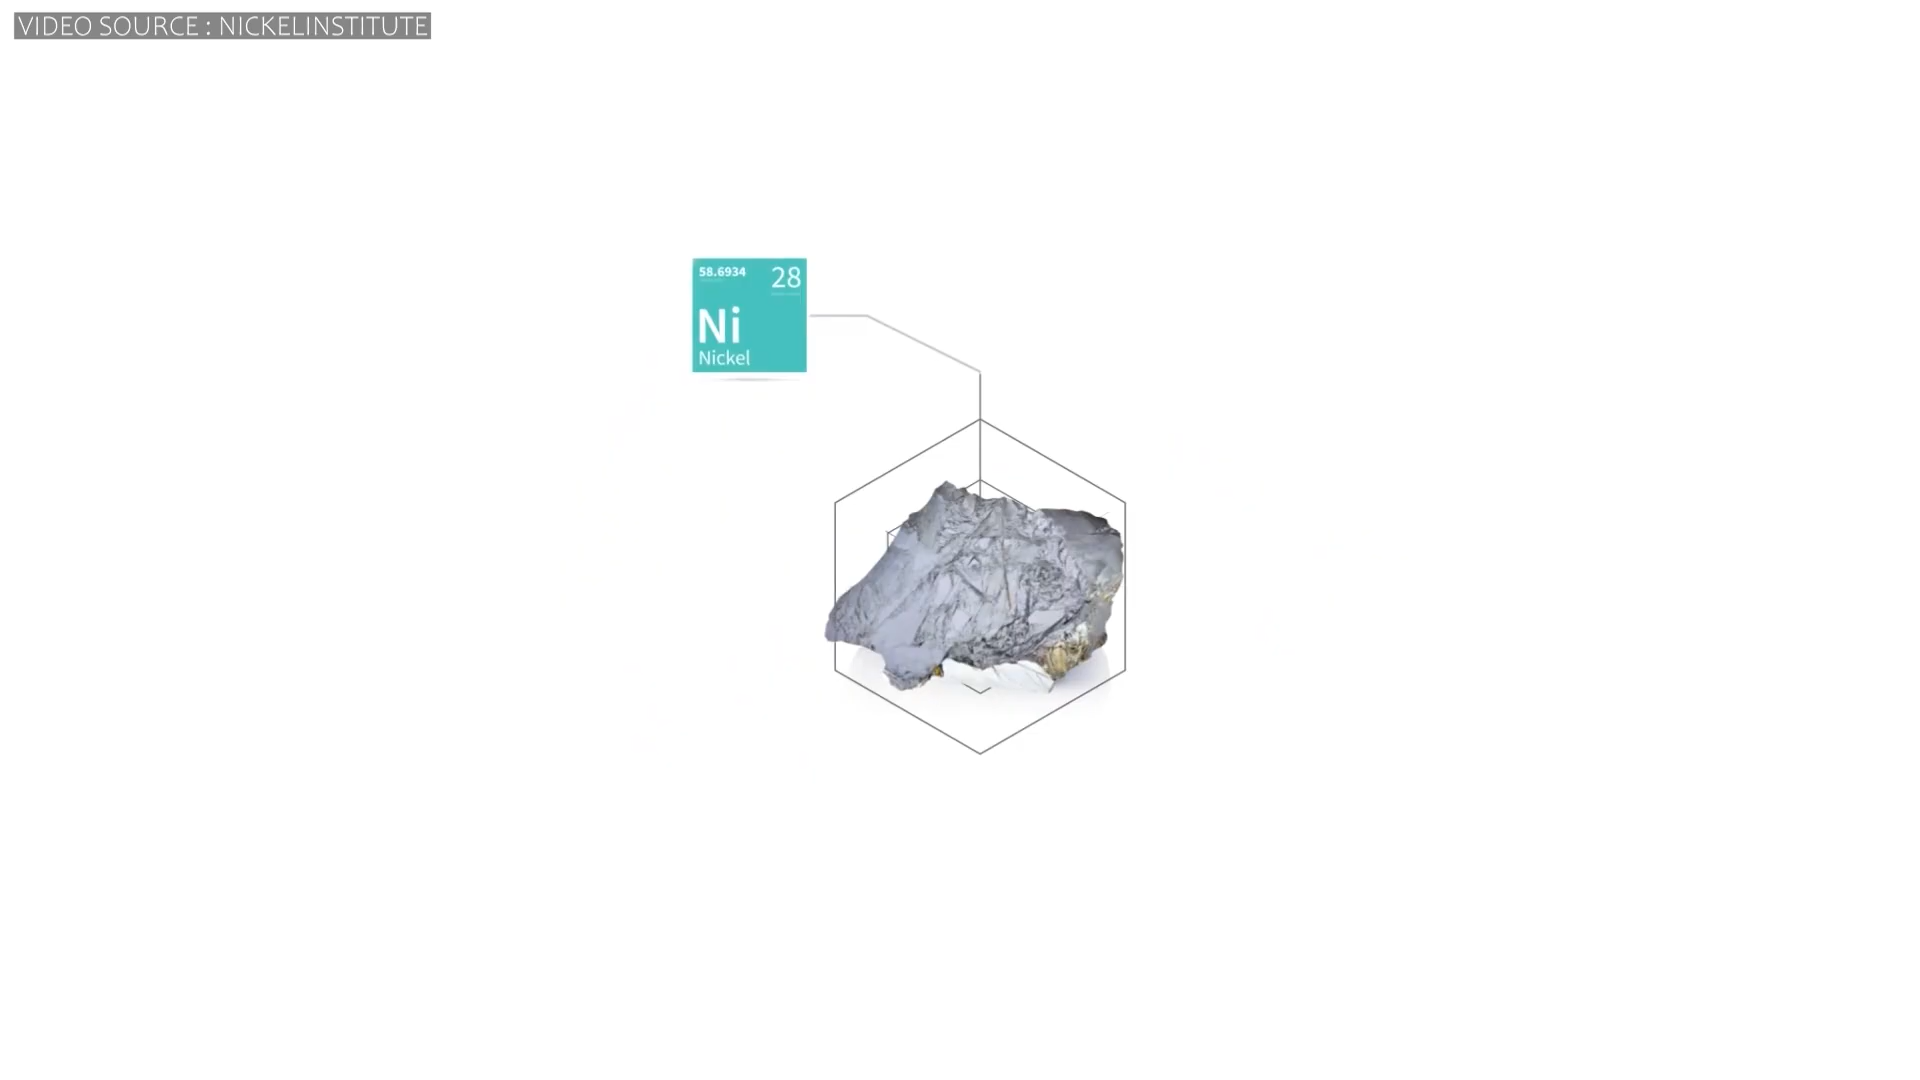 VIDEO SOURCE : NICKELINSTITUTE
58.6934
28
Ni
Nickel